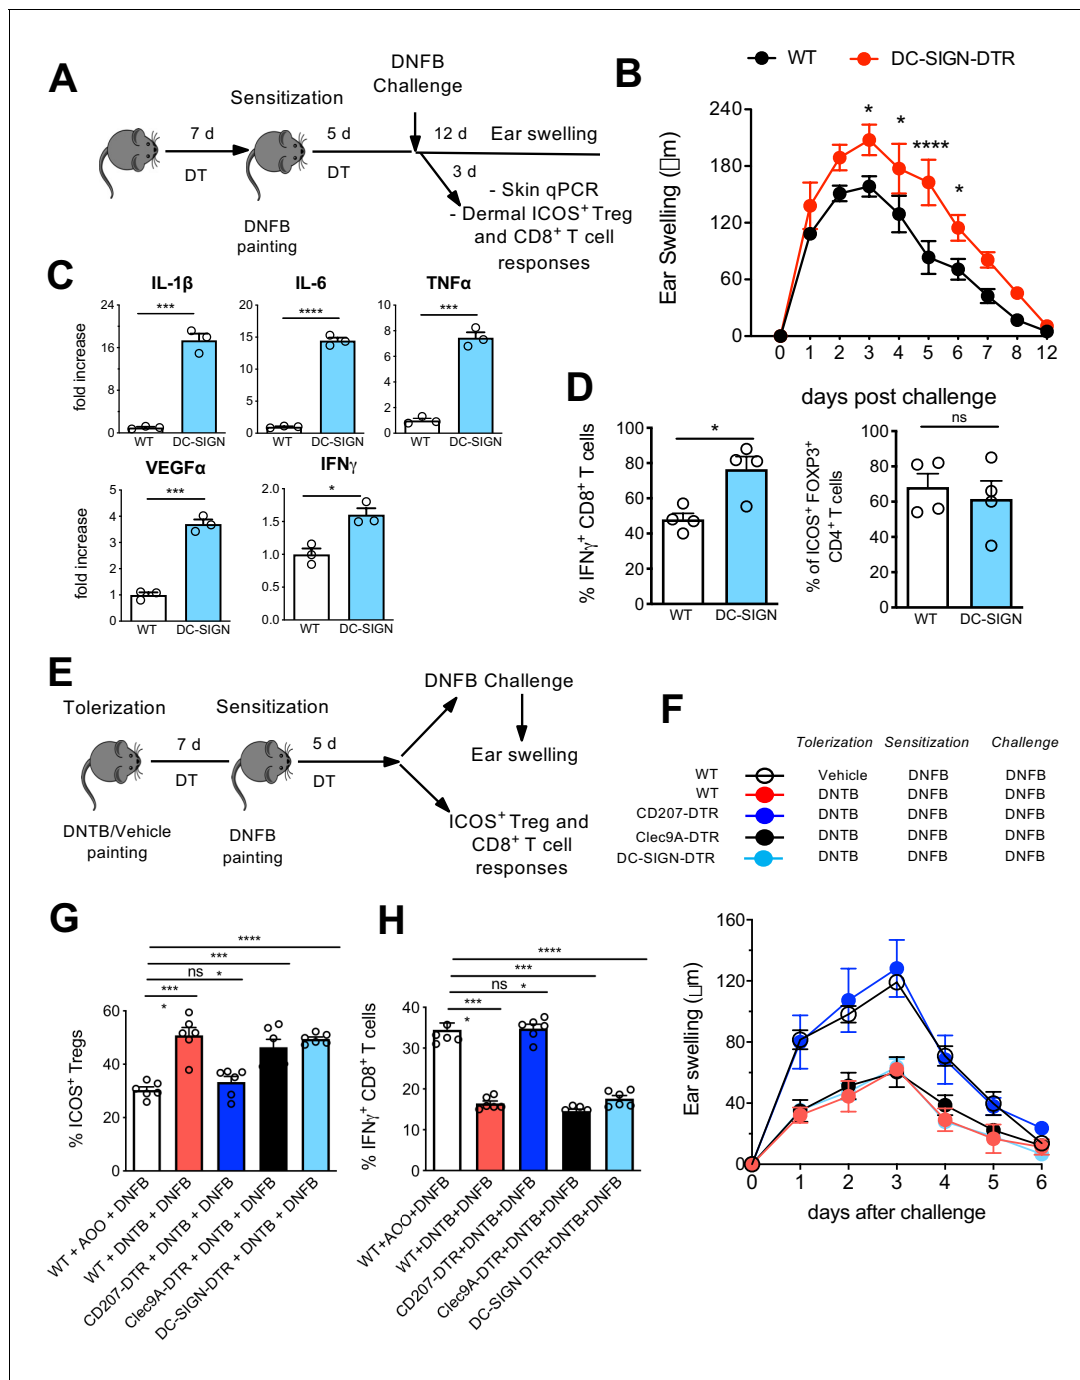 A
Sensitization
DNFB
Challenge
7 d
DT
5 d
DT
12 d
Ear swelling
3 d
DNFB
painting
- Skin qPCR
- Dermal ICOS⁺ Treg
and CD8⁺ T cell
responses
B
WT
DC-SIGN-DTR
Ear Swelling (□m)
240
180
120
60
0
*
*
****
*
0 1 2 3 4 5 6 7 8 12
days post challenge
C
IL-1β
fold increase
24
20
16
8
4
0
***
WT DC-SIGN
IL-6
20
15
10
5
0
****
WT DC-SIGN
TNFα
10
8
6
4
2
0
***
WT DC-SIGN
VEGFα
fold increase
5
4
3
2
1
0
***
WT DC-SIGN
IFNγ
2.0
1.5
1.0
0.5
0.0
*
WT DC-SIGN
D
% IFNγ⁺ CD8⁺ T cells
100
80
60
40
20
0
*
WT DC-SIGN
% of ICOS⁺ FOXP3⁺
CD4⁺ T cells
100
80
60
40
20
0
ns
WT DC-SIGN
E
Tolerization
Sensitization
7 d
DT
5 d
DT
DNTB/Vehicle
painting
DNFB
painting
DNFB Challenge
Ear swelling
ICOS⁺ Treg and
CD8⁺ T cell
responses
F
Tolerization Sensitization Challenge
WT Vehicle DNFB DNFB
WT DNTB DNFB DNFB
CD207-DTR DNTB DNFB DNFB
Clec9A-DTR DNTB DNFB DNFB
DC-SIGN-DTR DNTB DNFB DNFB
Ear swelling (□m)
160
120
80
40
0
0 1 2 3 4 5 6
days after challenge
G
% ICOS⁺ Tregs
60
40
20
0
****
***
ns *
***
*
WT + AOO + DNFB
WT + DNTB + DNFB
CD207-DTR + DNTB + DNFB
Clec9A-DTR + DNTB + DNFB
DC-SIGN-DTR + DNTB + DNFB
H
% IFNγ⁺ CD8⁺ T cells
40
30
20
10
0
****
***
ns *
***
*
WT+AOO+DNFB
WT+DNTB+DNFB
CD207-DTR+DNTB+DNFB
Clec9A-DTR+DNTB+DNFB
DC-SIGN DTR+DNTB+DNFB